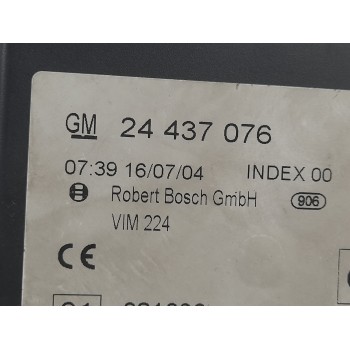 GM 24 437 076
07:39 16/07/04 INDEX 00
Robert Bosch GmbH 906
VIM 224
CE